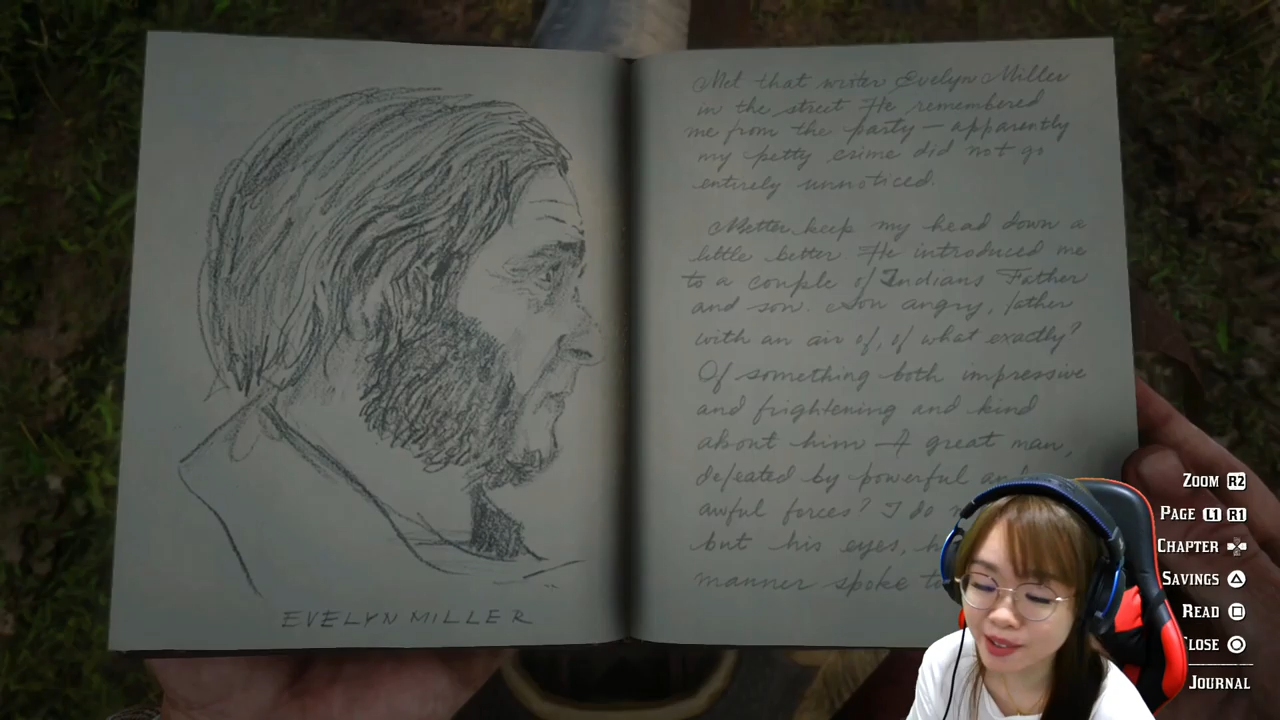 EVELYN MILLER
Met that writer Evelyn Miller
in the street. He remembered
me from the party – apparently
my petty crime did not go
entirely unnoticed.
keep my head down a
little better. He introduced me
to a couple of Indians Father
and son. Son angry, father
with an air of, of what exactly?
Of something both impressive
and frightening and kind
about him – A great man,
defeated by powerful
awful forces? I do
but his eyes,
manner spoke
ZOOM R2
PAGE L1 R1
CHAPTER
SAVINGS
READ
CLOSE
JOURNAL